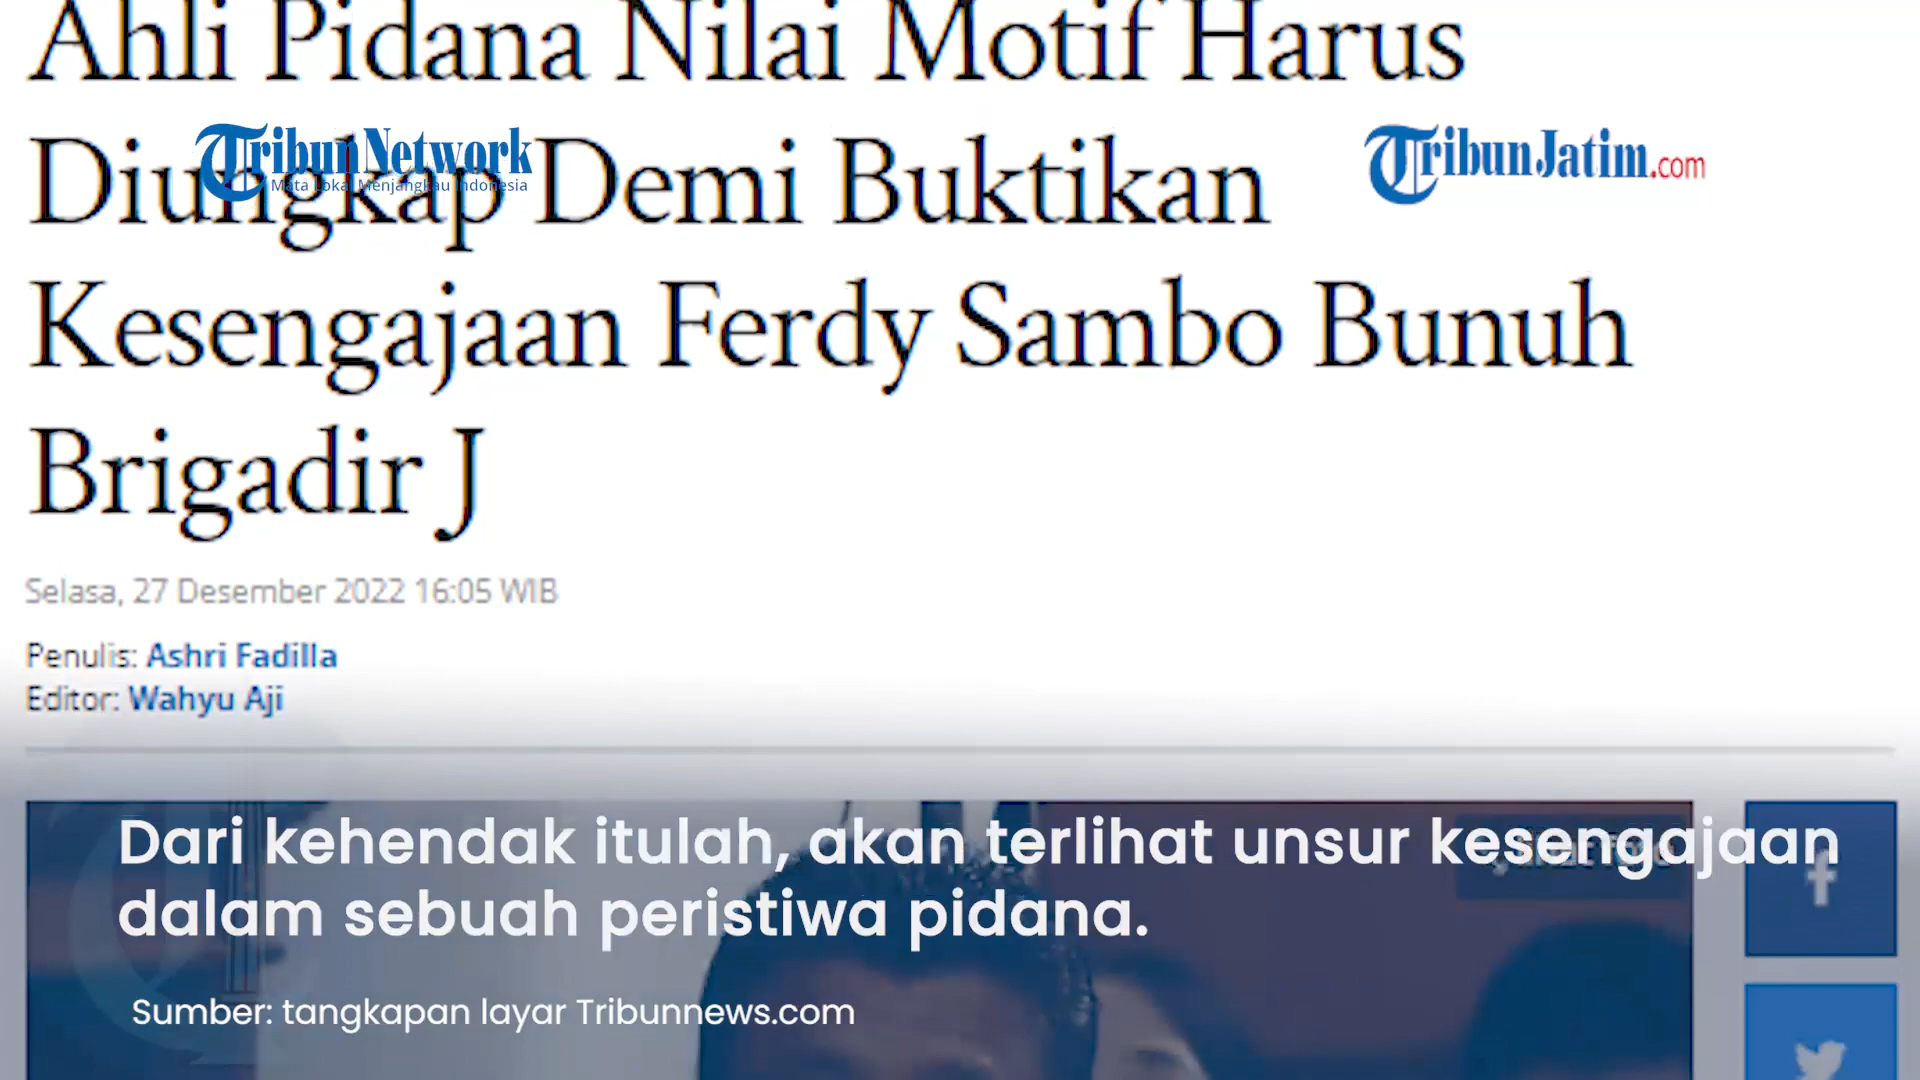 Ahli Pidana Nilai Motif Harus
Diungkap Demi Buktikan
Kesengajaan Ferdy Sambo Bunuh
Brigadir J
TribunNetwork
Mata Lokal Menjangkau Indonesia
TribunJatim.com
Selasa, 27 Desember 2022 16:05 WIB
Penulis: Ashri Fadilla
Editor: Wahyu Aji
Dari kehendak itulah, akan terlihat unsur kesengajaan
dalam sebuah peristiwa pidana.
Sumber: tangkapan layar Tribunnews.com